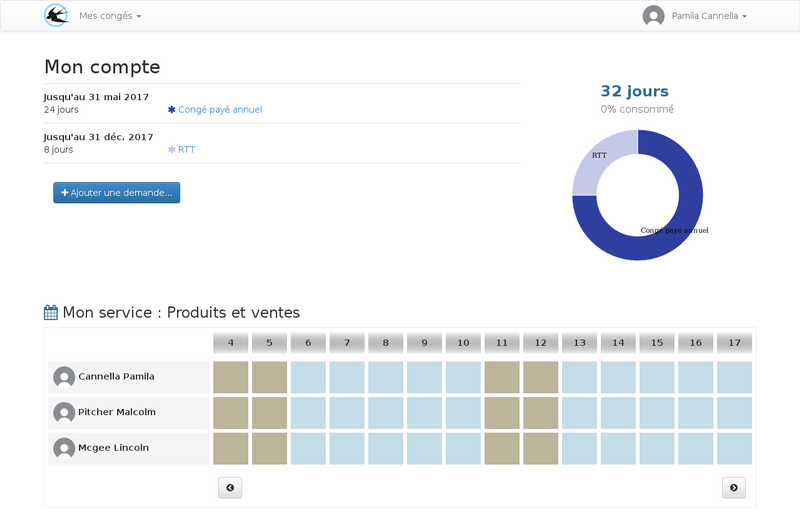 Mes congés
Pamila Cannella
Mon compte
Jusqu'au 31 mai 2017
24 jours
Congé payé annuel
Jusqu'au 31 déc. 2017
8 jours
RTT
Ajouter une demande...
32 jours
0% consommé
RTT
Congé payé annuel
Mon service : Produits et ventes
4 5 6 7 8 9 10 11 12 13 14 15 16 17
Cannella Pamila
Pitcher Malcolm
Mcgee Lincoln